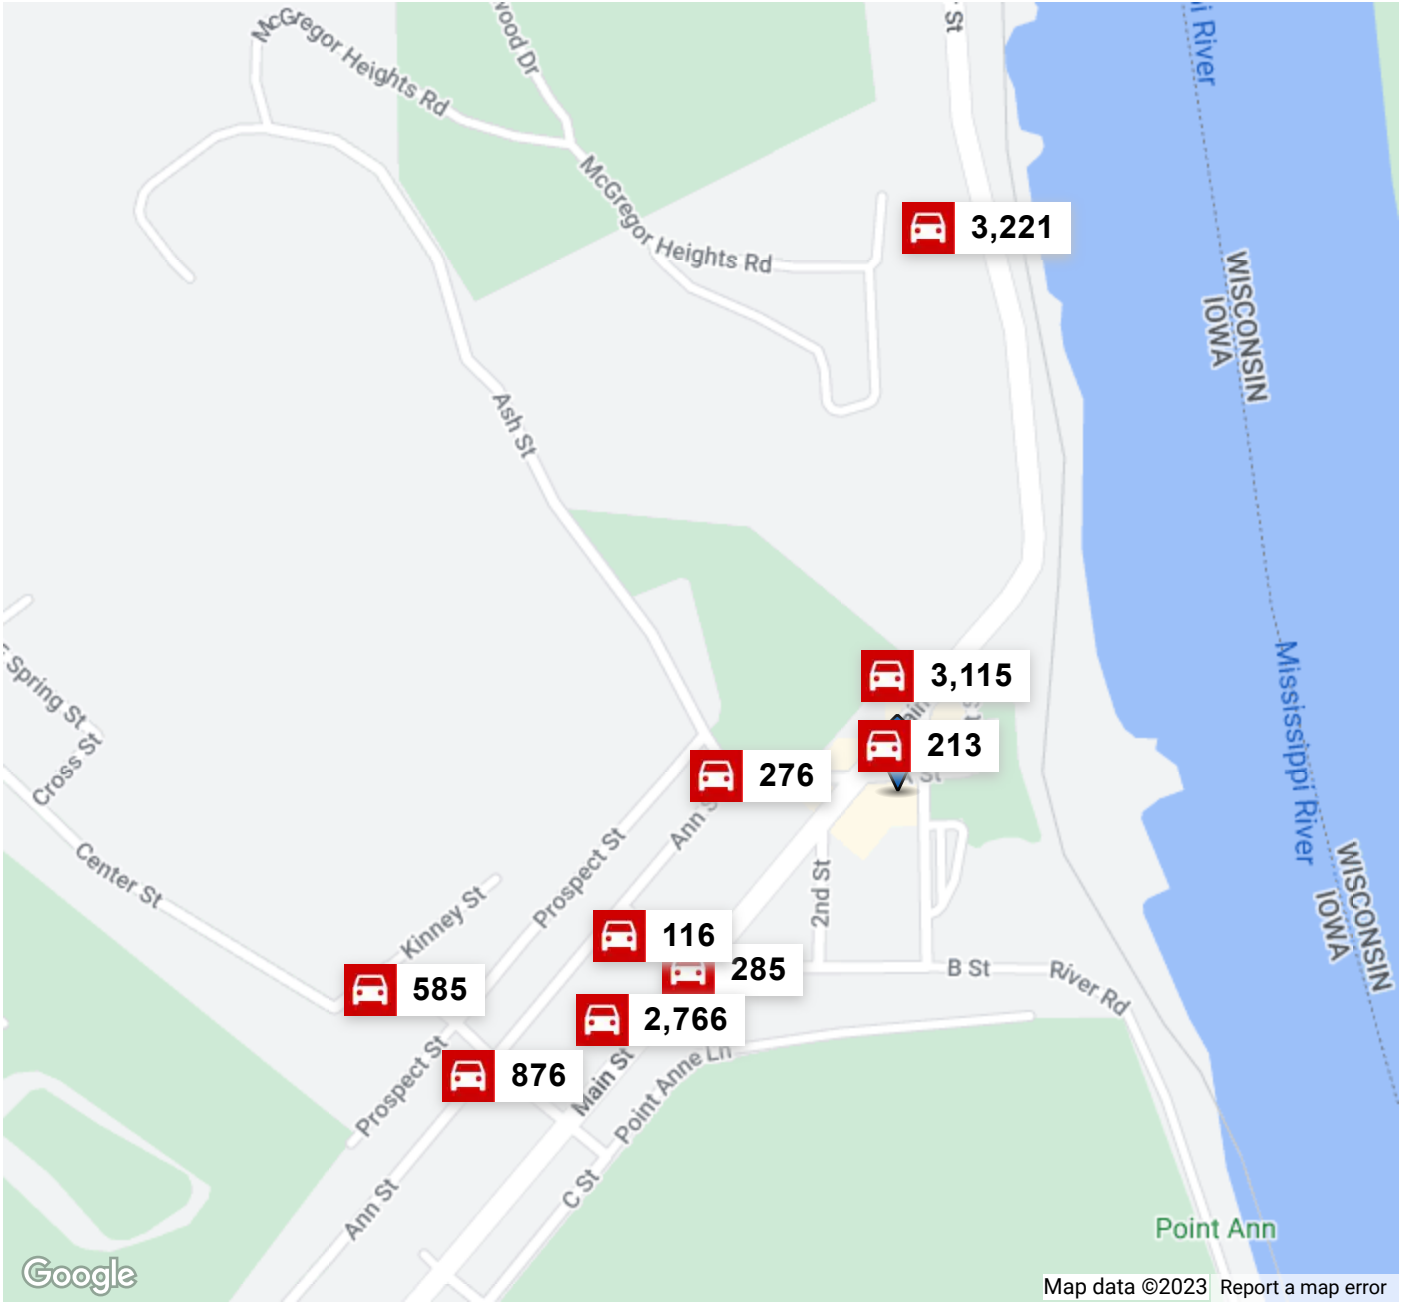 St
i River
wood Dr
McGregor Heights Rd
McGregor Heights Rd
3,221
WISCONSIN
IOWA
Ash St
Spring St
Cross St
3,115
213
St
276
Mississippi River
Ann S
Prospect St
Center St
Kinney St
2nd St
WISCONSIN
IOWA
116
285
B St
River Rd
585
2,766
Prospect St
876
Main St
Point Anne Ln
Ann St
C St
Point Ann
Google
Map data ©2023
Report a map error